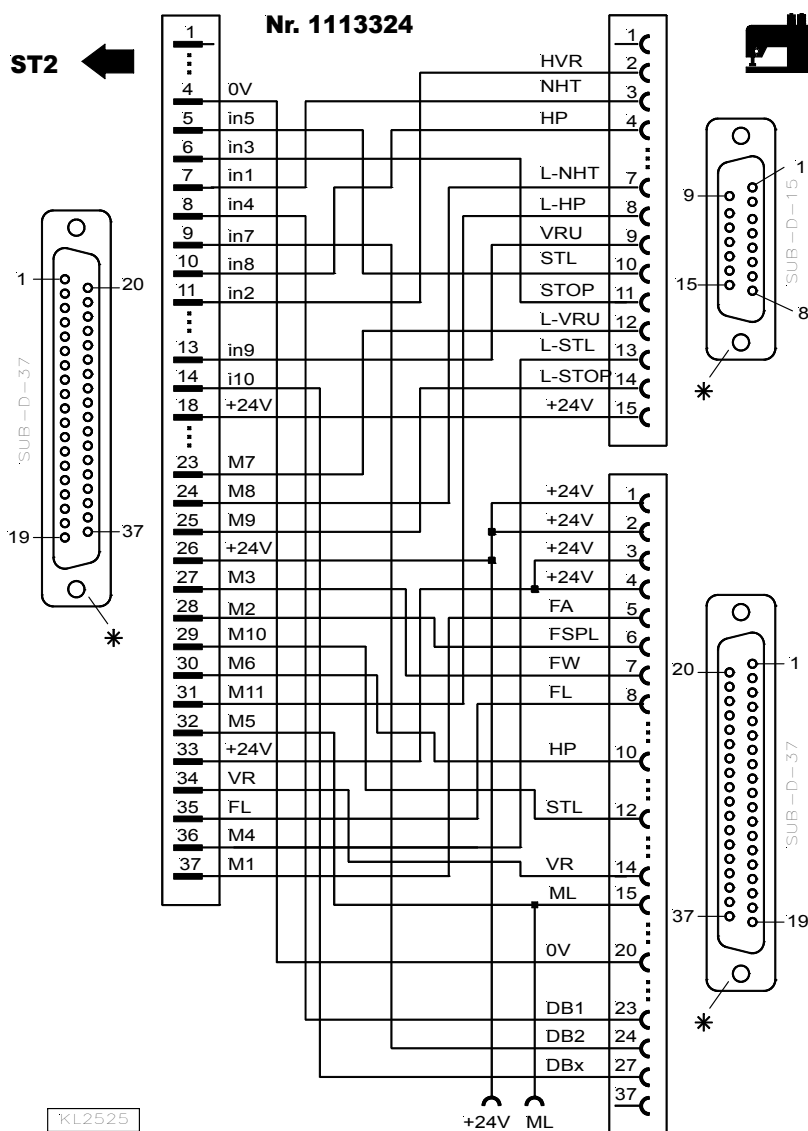 Nr. 1113324
ST2
1
4 0V
5 in5
6 in3
7 in1
8 in4
9 in7
10 in8
11 in2
13 in9
14 i10
18 +24V
23 M7
24 M8
25 M9
26 +24V
27 M3
28 M2
29 M10
30 M6
31 M11
32 M5
33 +24V
34 VR
35 FL
36 M4
37 M1
1
HVR 2
NHT 3
HP 4
L-NHT 7
L-HP 8
VRU 9
STL 10
STOP 11
L-VRU 12
L-STL 13
L-STOP 14
+24V 15
+24V 1
+24V 2
+24V 3
+24V 4
FA 5
FSPL 6
FW 7
FL 8
HP 10
STL 12
VR 14
ML 15
0V 20
DB1 23
DB2 24
DBx 27
37
+24V ML
1 20
SUB-D-37
19 37
*
1
9
SUB-D-15
15
8
*
1
20
SUB-D-37
37 19
*
KL2525